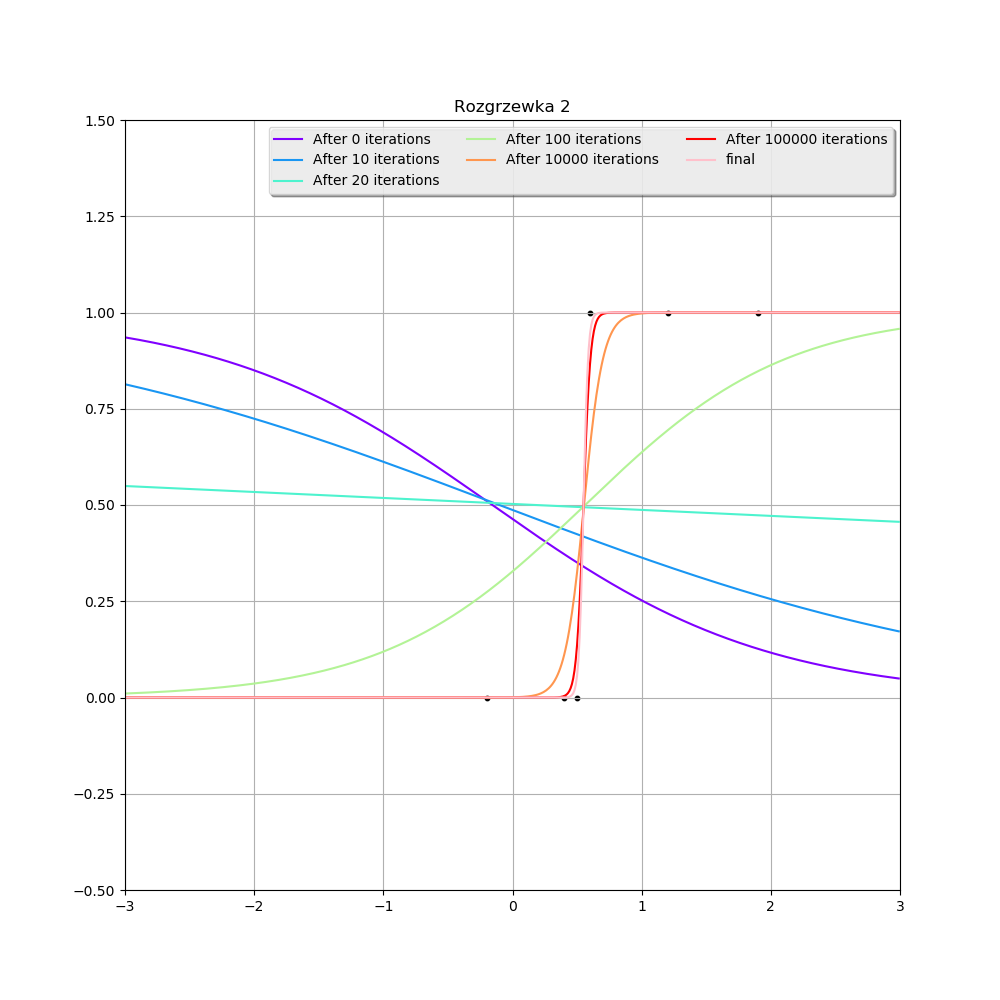 Rozgrzewka 2
1.50
After 0 iterations
After 100 iterations
After 100000 iterations
After 10 iterations
After 10000 iterations
final
After 20 iterations
1.25
1.00
0.75
0.50
0.25
0.00
−0.25
−0.50
−3 −2 −1 0 1 2 3